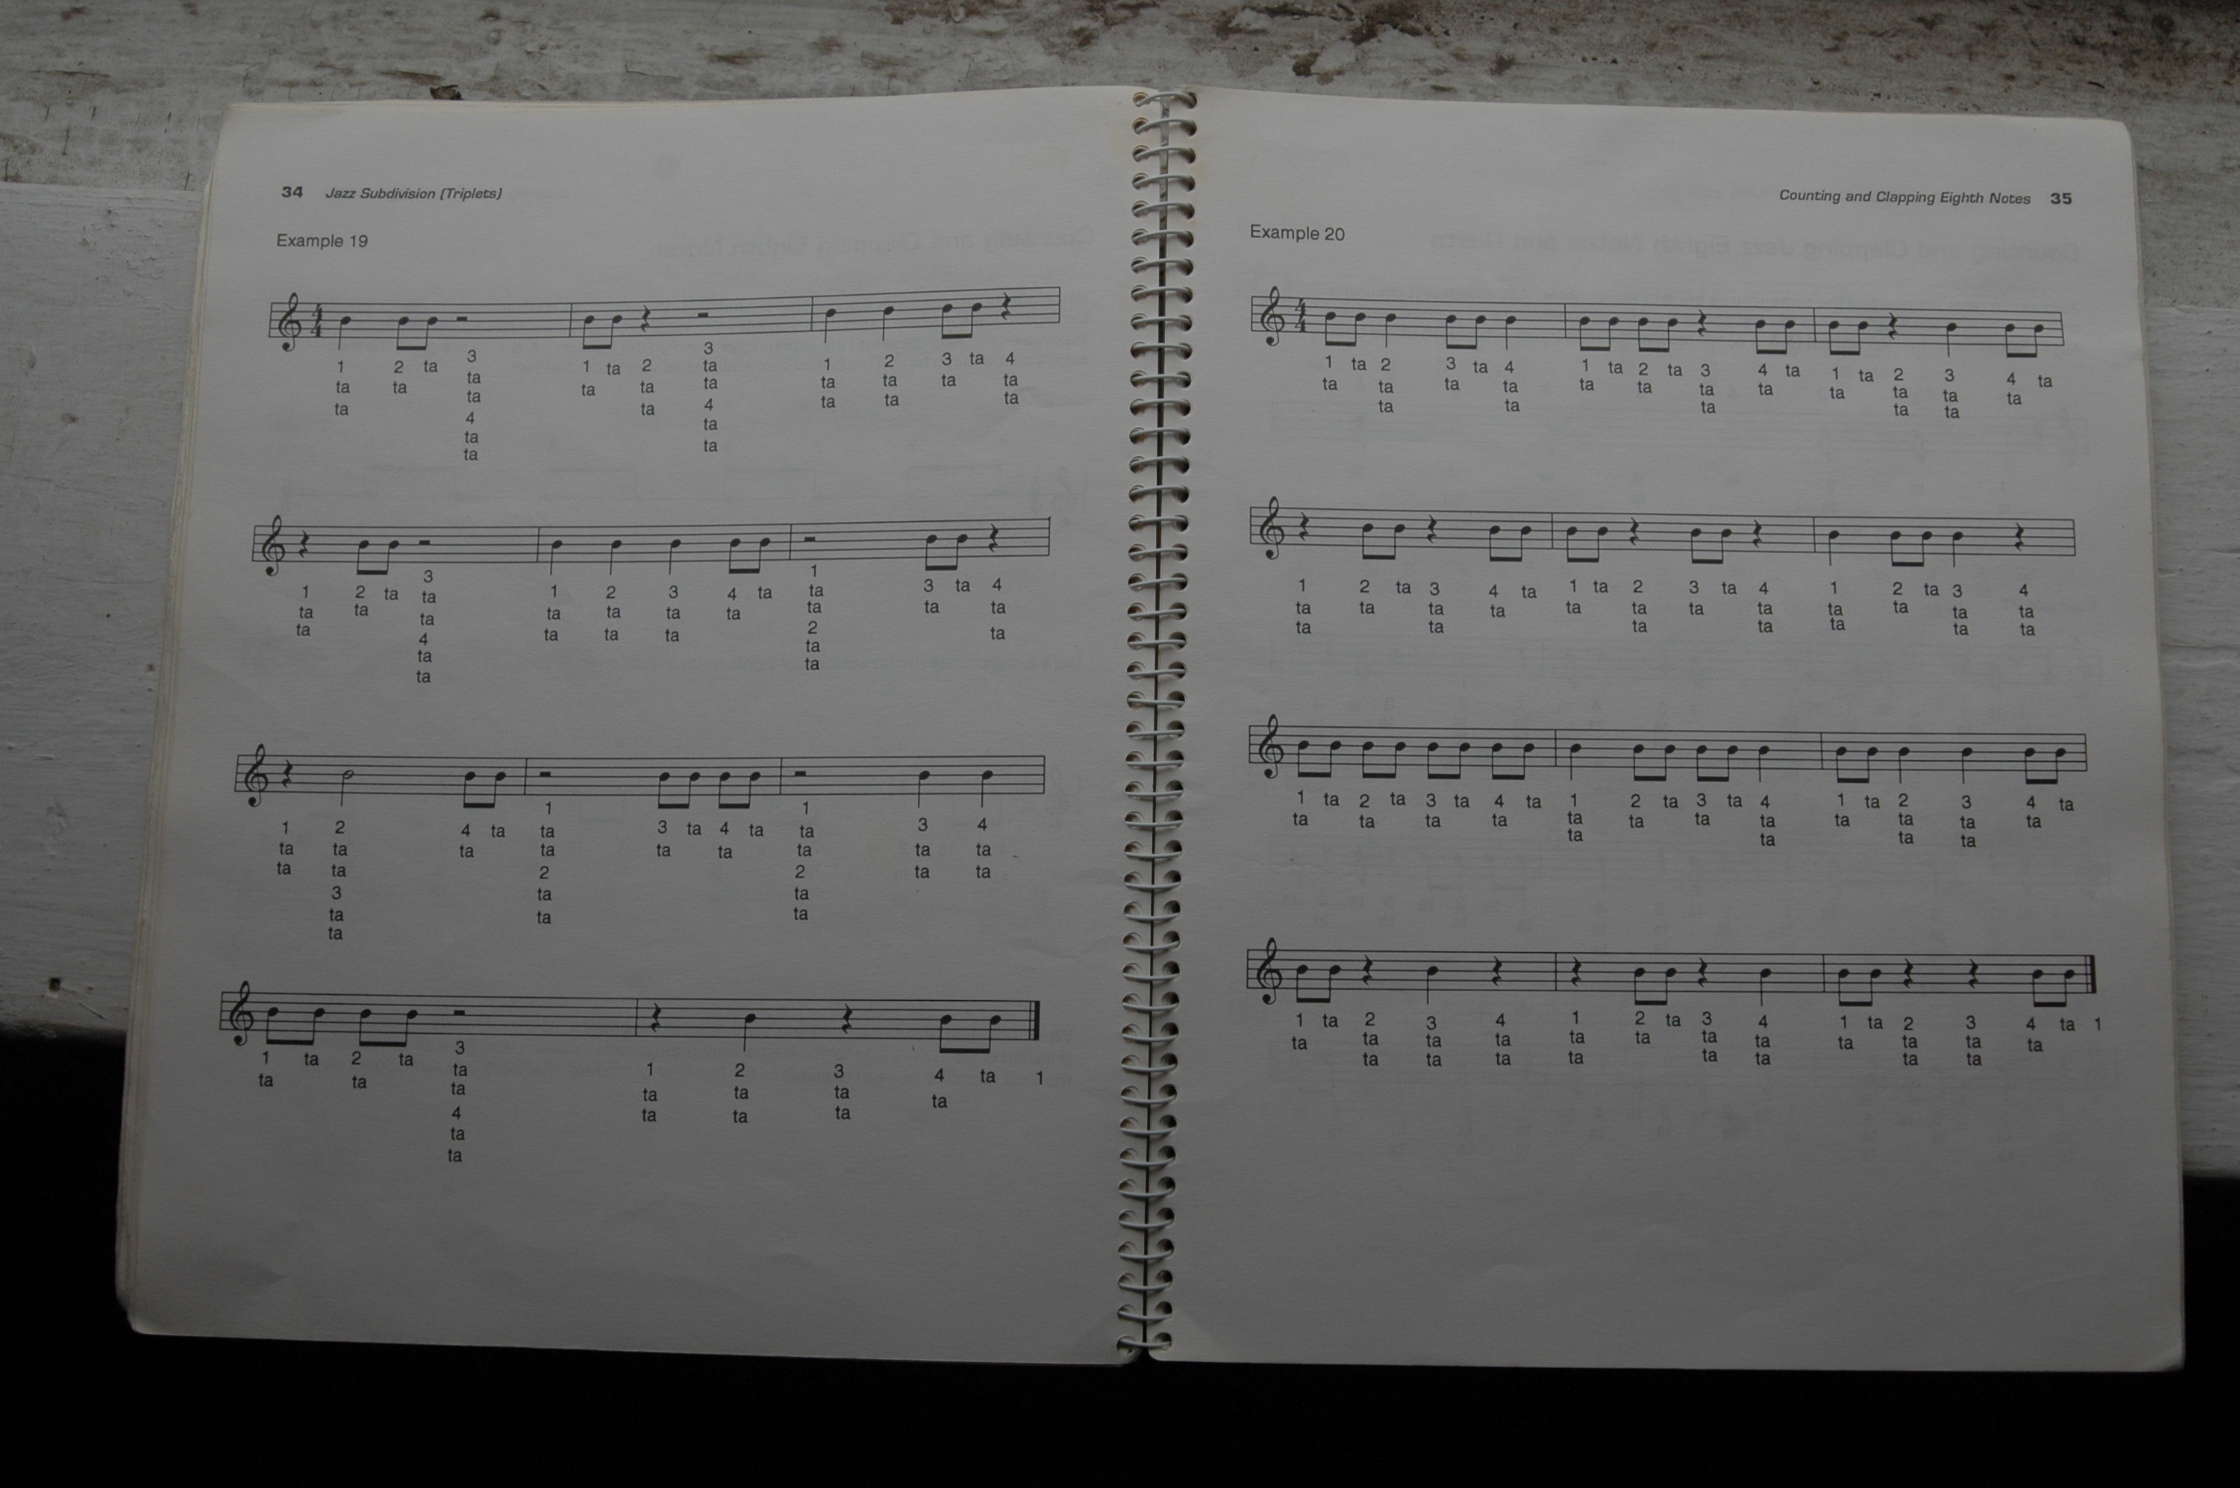 34 Jazz Subdivision (Triplets)
Example 19
4
4
1 2 ta 3 1 ta 2 3 1 2 3 ta 4
ta ta ta ta ta ta ta ta ta ta
ta ta ta ta ta ta ta
4 4
ta ta
ta ta
1 2 ta 3 1 2 3 4 ta 1 3 ta 4
ta ta ta ta ta ta ta ta ta ta
ta ta ta ta ta ta ta
4 2
ta ta
ta ta
1 2 4 ta 1 3 ta 4 ta 1 3 4
ta ta ta ta ta ta ta ta ta
ta ta ta ta ta ta
3 2 2
ta ta ta
ta ta ta
1 ta 2 ta 3 1 2 3 4 ta 1
ta ta ta ta ta ta ta
ta ta ta ta
4
ta
ta
Counting and Clapping Eighth Notes 35
Example 20
4
4
1 ta 2 3 ta 4 1 ta 2 ta 3 4 ta 1 ta 2 3 4 ta
ta ta ta ta ta ta ta ta ta ta ta ta
ta ta ta ta ta
1 2 ta 3 4 ta 1 ta 2 3 ta 4 1 2 ta 3 4
ta ta ta ta ta ta ta ta ta ta ta ta
ta ta ta ta ta ta ta
1 ta 2 ta 3 ta 4 ta 1 2 ta 3 ta 4 1 ta 2 3 4 ta
ta ta ta ta ta ta ta ta ta ta ta ta
ta ta ta ta
1 ta 2 3 4 1 2 ta 3 4 1 ta 2 3 4 ta 1
ta ta ta ta ta ta ta ta ta ta ta ta
ta ta ta ta ta ta ta ta